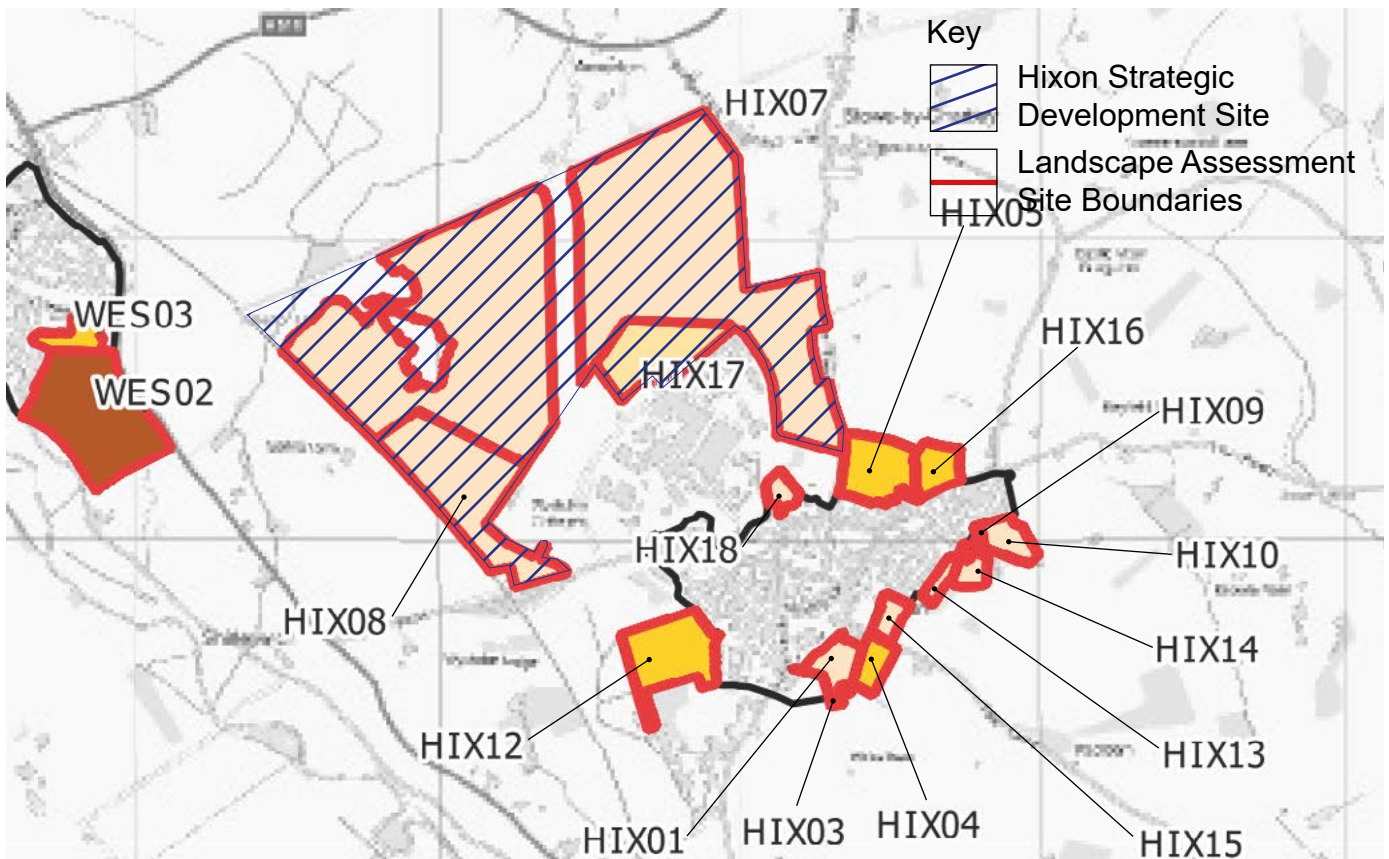 Key
HIX07
Hixon Strategic
Development Site
Landscape Assessment
Site Boundaries
HIX05
WES03
HIX16
HIX17
WES02
HIX09
HIX18
HIX10
HIX08
HIX14
HIX12
HIX13
HIX01
HIX03
HIX04
HIX15